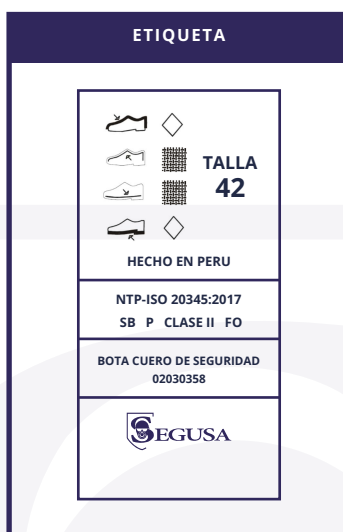 ETIQUETA
TALLA
42
HECHO EN PERU
NTP-ISO 20345:2017
SB P CLASE II FO
BOTA CUERO DE SEGURIDAD
02030358
SEGUSA